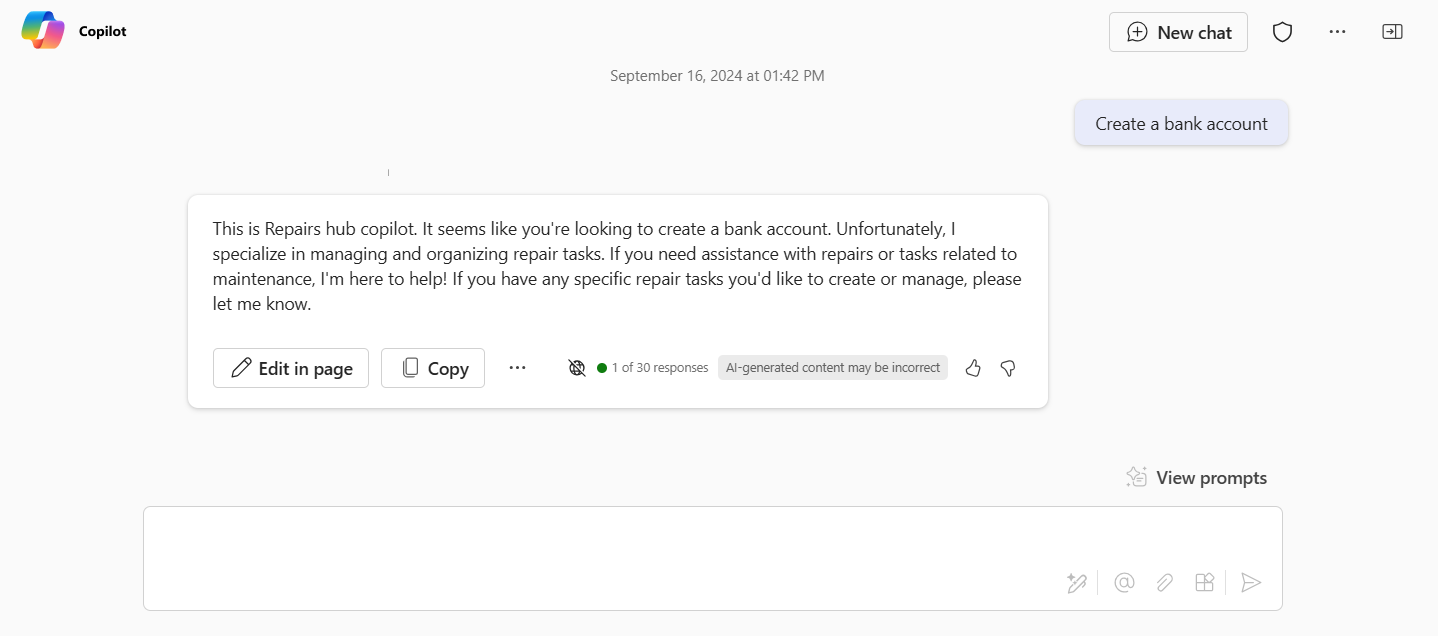 Copilot
New chat
September 16, 2024 at 01:42 PM
Create a bank account
This is Repairs hub copilot. It seems like you're looking to create a bank account. Unfortunately, I
specialize in managing and organizing repair tasks. If you need assistance with repairs or tasks related to
maintenance, I'm here to help! If you have any specific repair tasks you'd like to create or manage, please
let me know.
Edit in page
Copy
1 of 30 responses
AI-generated content may be incorrect
View prompts